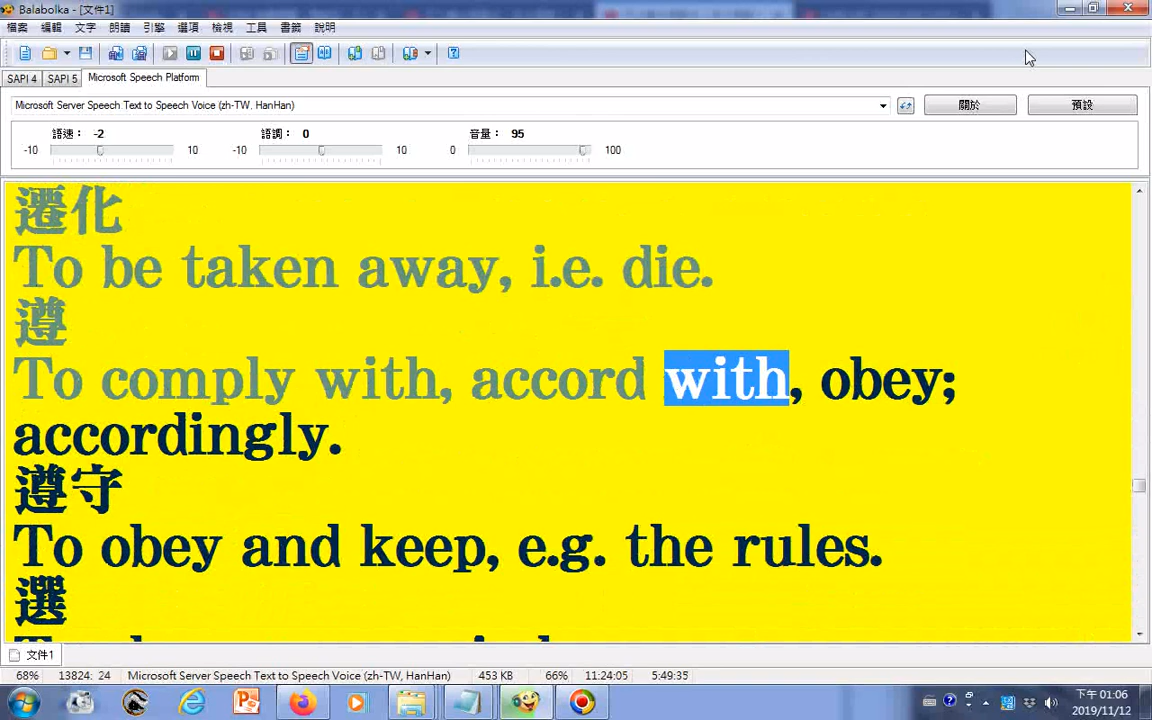 Balabolka - [文件1]
檔案 編輯 文字 朗讀 引擎 選項 檢視 工具 書籤 說明
SAPI 4 SAPI 5 Microsoft Speech Platform
Microsoft Server Speech Text to Speech Voice (zh-TW, HanHan) 關於 預設
語速： -2 語調： 0 音量： 95
-10 10 -10 10 0 100
遷化
To be taken away, i.e. die.
遵
To comply with, accord with, obey;
accordingly.
遵守
To obey and keep, e.g. the rules.
選
文件1
68% 13824: 24 Microsoft Server Speech Text to Speech Voice (zh-TW, HanHan) 453 KB 66% 11:24:05 5:49:35
下午 01:06
2019/11/12